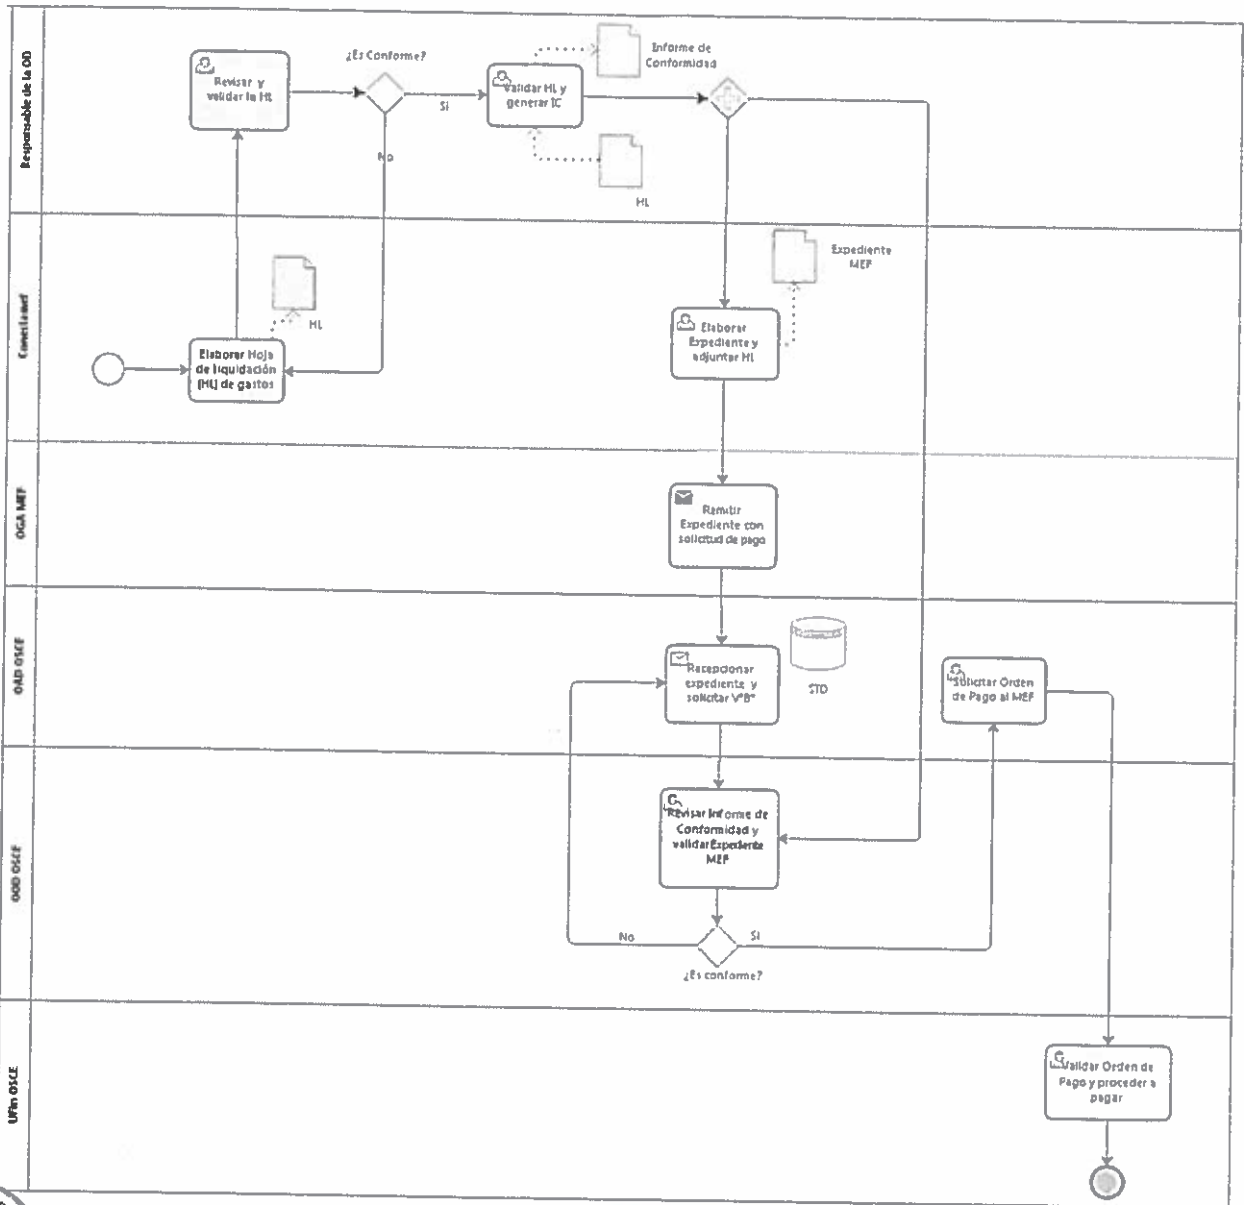 Responsable de la OD
Revisar y
validar la HL
¿Es Conforme?
Si
No
Validar HL y
generar IC
Informe de
Conformidad
HL
Conectamef
Elaborar Hoja
de liquidación
(HL) de gastos
HL
Elaborar
Expediente y
adjuntar HL
Expediente
MEF
OGA MEF
Remitir
Expediente con
solicitud de pago
OAD OSCE
Recepcionar
expediente y
solicitar V°B°
STD
Solicitar Orden
de Pago al MEF
OOD OSCE
Revisar Informe de
Conformidad y
validar Expediente
MEF
No
Si
¿Es conforme?
UFin OSCE
Validar Orden de
Pago y proceder a
pagar